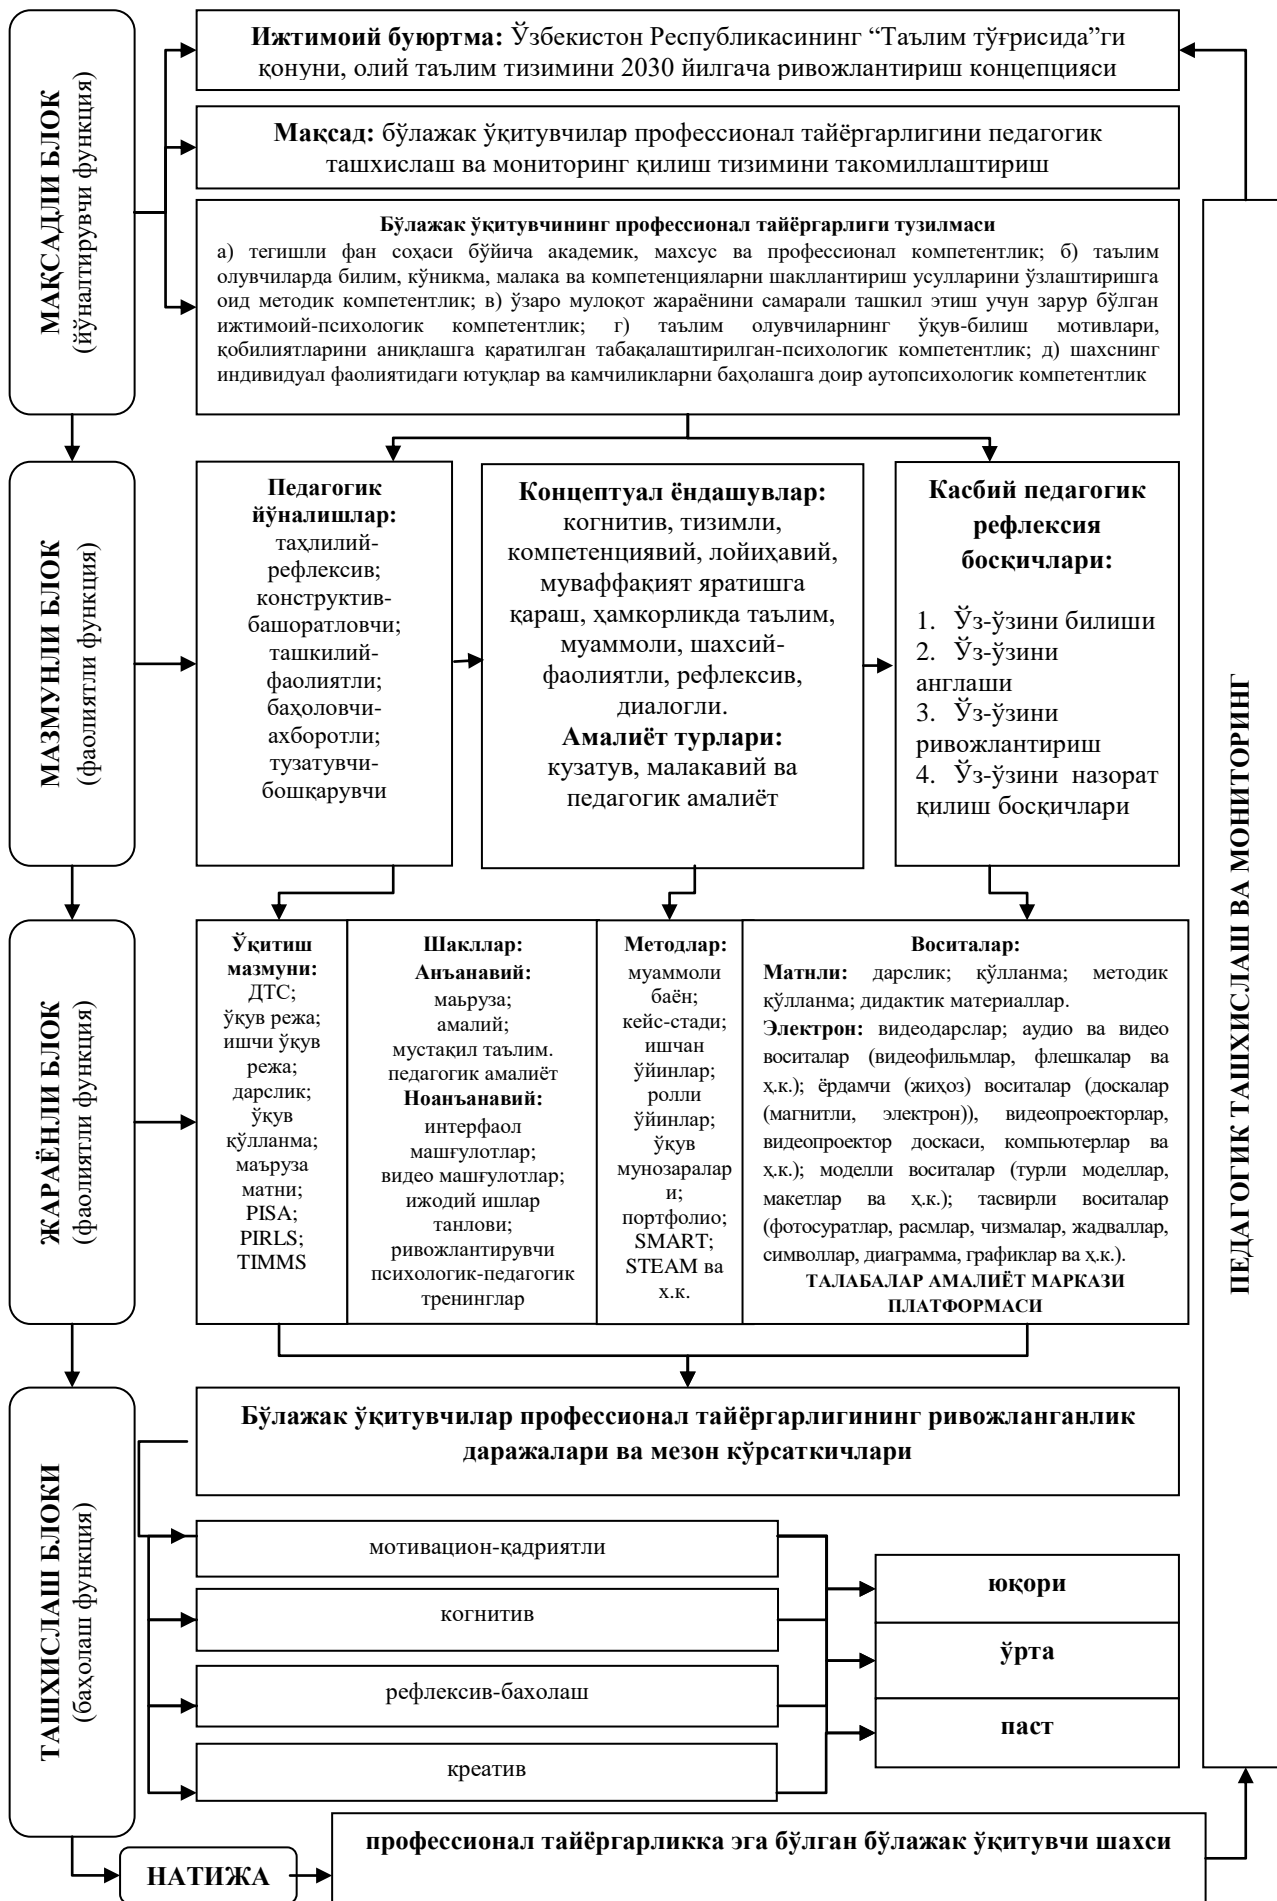 МАҚСАДЛИ БЛОК
(йўналтирувчи функция)
Ижтимоий буюртма: Ўзбекистон Республикасининг “Таълим тўғрисида”ги
қонуни, олий таълим тизимини 2030 йилгача ривожлантириш концепцияси
Мақсад: бўлажак ўқитувчилар профессионал тайёргарлигини педагогик
ташхислаш ва мониторинг қилиш тизимини такомиллаштириш
Бўлажак ўқитувчининг профессионал тайёргарлиги тузилмаси
а) тегишли фан соҳаси бўйича академик, махсус ва профессионал компетентлик; б) таълим
олувчиларда билим, кўникма, малака ва компетенцияларни шакллантириш усулларини ўзлаштиришга
оид методик компетентлик; в) ўзаро мулоқот жараёнини самарали ташкил этиш учун зарур бўлган
ижтимоий-психологик компетентлик; г) таълим олувчиларнинг ўқув-билиш мотивлари,
қобилиятларини аниқлашга қаратилган табақалаштирилган-психологик компетентлик; д) шахснинг
индивидуал фаолиятидаги ютуқлар ва камчиликларни баҳолашга доир аутопсихологик компетентлик
МАЗМУНЛИ БЛОК
(фаолиятли функция)
Педагогик
йўналишлар:
таҳлилий-
рефлексив;
конструктив-
башоратловчи;
ташкилий-
фаолиятли;
баҳоловчи-
ахборотли;
тузатувчи-
бошқарувчи
Концептуал ёндашувлар:
когнитив, тизимли,
компетенциявий, лойиҳавий,
муваффақият яратишга
қараш, ҳамкорликда таълим,
муаммоли, шахсий-
фаолиятли, рефлексив,
диалогли.
Амалиёт турлари:
кузатув, малакавий ва
педагогик амалиёт
Касбий педагогик
рефлексия
босқичлари:
1. Ўз-ўзини билиши
2. Ўз-ўзини
англаши
3. Ўз-ўзини
ривожлантириш
4. Ўз-ўзини назорат
қилиш босқичлари
ЖАРАЁНЛИ БЛОК
(фаолиятли функция)
Ўқитиш
мазмуни:
ДТС;
ўқув режа;
ишчи ўқув
режа;
дарслик;
ўқув
қўлланма;
маъруза
матни;
PISA;
PIRLS;
TIMMS
Шакллар:
Анъанавий:
маьруза;
амалий;
мустақил таълим.
педагогик амалиёт
Ноанъанавий:
интерфаол
машғулотлар;
видео машғулотлар;
ижодий ишлар
танлови;
ривожлантирувчи
психологик-педагогик
тренинглар
Методлар:
муаммоли
баён;
кейс-стади;
ишчан
ўйинлар;
ролли
ўйинлар;
ўқув
мунозаралар
и;
портфолио;
SMART;
STEAM ва
х.к.
Воситалар:
Матнли: дарслик; қўлланма; методик
қўлланма; дидактик материаллар.
Электрон: видеодарслар; аудио ва видео
воситалар (видеофильмлар, флешкалар ва
ҳ.к.); ёрдамчи (жиҳоз) воситалар (доскалар
(магнитли, электрон)), видеопроекторлар,
видеопроектор доскаси, компьютерлар ва
ҳ.к.); моделли воситалар (турли моделлар,
макетлар ва ҳ.к.); тасвирли воситалар
(фотосуратлар, расмлар, чизмалар, жадваллар,
символлар, диаграмма, графиклар ва ҳ.к.).
ТАЛАБАЛАР АМАЛИЁТ МАРКАЗИ
ПЛАТФОРМАСИ
ТАШХИСЛАШ БЛОКИ
(баҳолаш функция)
Бўлажак ўқитувчилар профессионал тайёргарлигининг ривожланганлик
даражалари ва мезон кўрсаткичлари
мотивацион-қадриятли
когнитив
рефлексив-бахолаш
креатив
юқори
ўрта
паст
НАТИЖА
профессионал тайёргарликка эга бўлган бўлажак ўқитувчи шахси
ПЕДАГОГИК ТАШХИСЛАШ ВА МОНИТОРИНГ